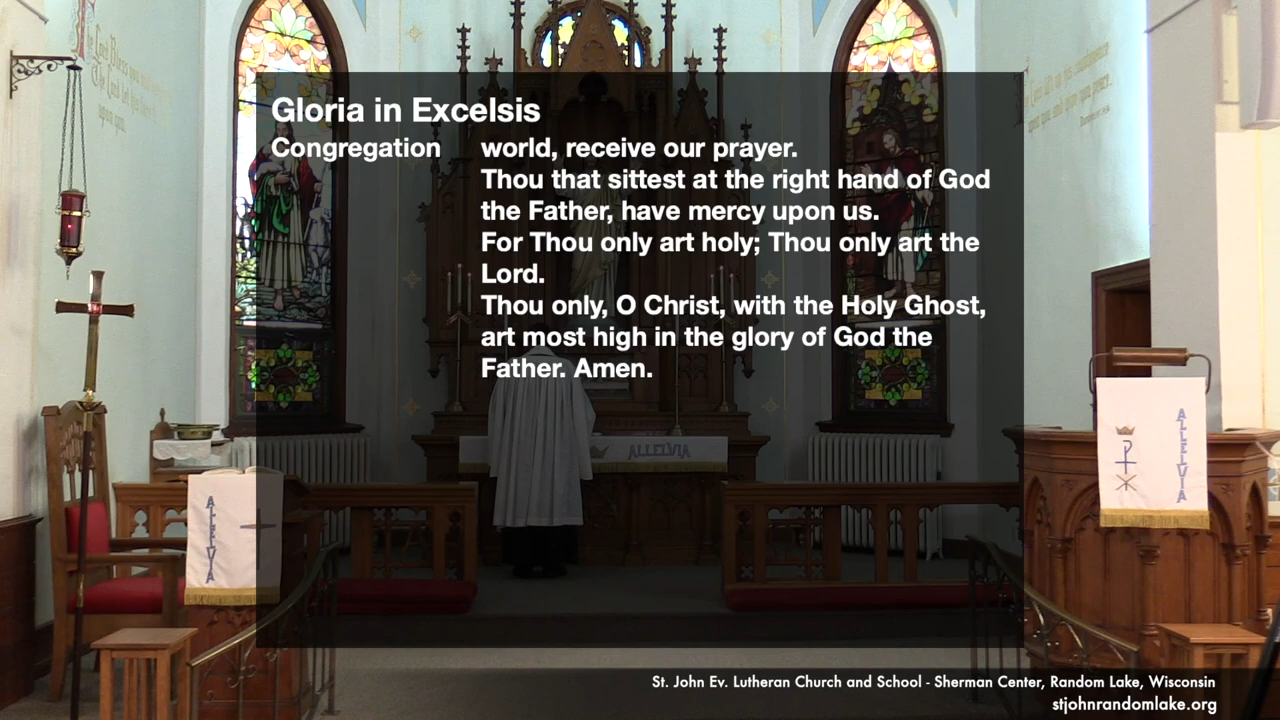 Gloria in Excelsis
Congregation world, receive our prayer.
Thou that sittest at the right hand of God
the Father, have mercy upon us.
For Thou only art holy; Thou only art the
Lord.
Thou only, O Christ, with the Holy Ghost,
art most high in the glory of God the
Father. Amen.
ALLELVIA
ALLELVIA
ALLELVIA
St. John Ev. Lutheran Church and School - Sherman Center, Random Lake, Wisconsin
stjohnrandomlake.org